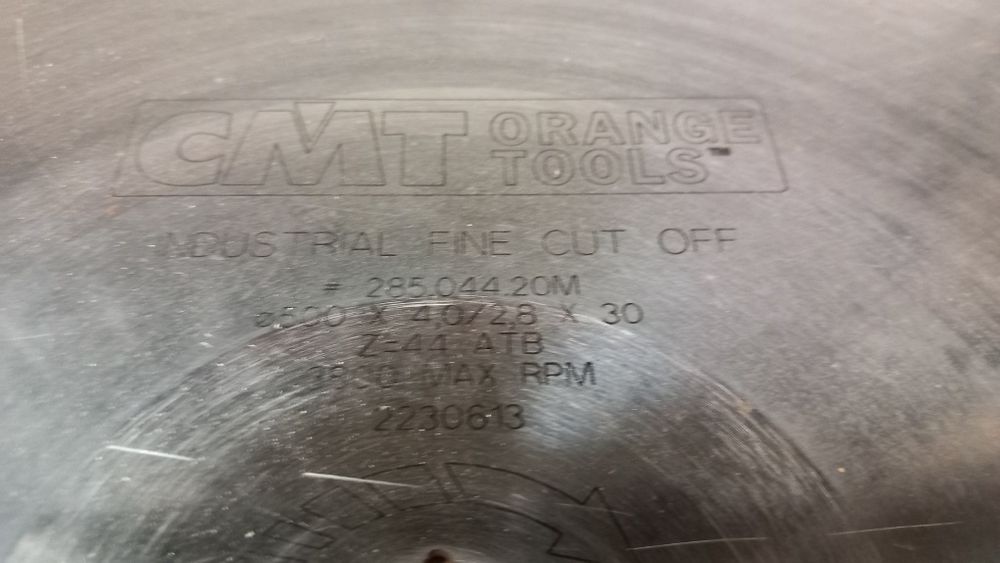 CMT ORANGE TOOLS™
INDUSTRIAL FINE CUT OFF
# 285.044.20M
X 4,0/2,8 X 30
Z=44 ATB
MAX RPM
2230613